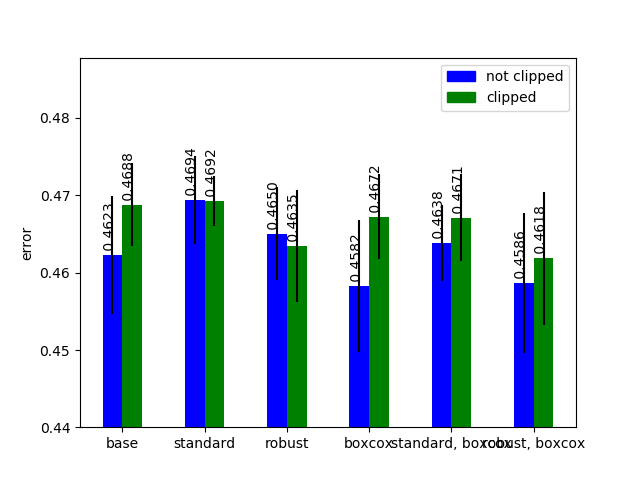 not clipped
clipped
0.48
0.47
0.46
0.45
0.44
error
0.4623
0.4688
0.4694
0.4692
0.4650
0.4635
0.4582
0.4672
0.4638
0.4671
0.4586
0.4618
base
standard
robust
boxcox
standard, boxcox
robust, boxcox